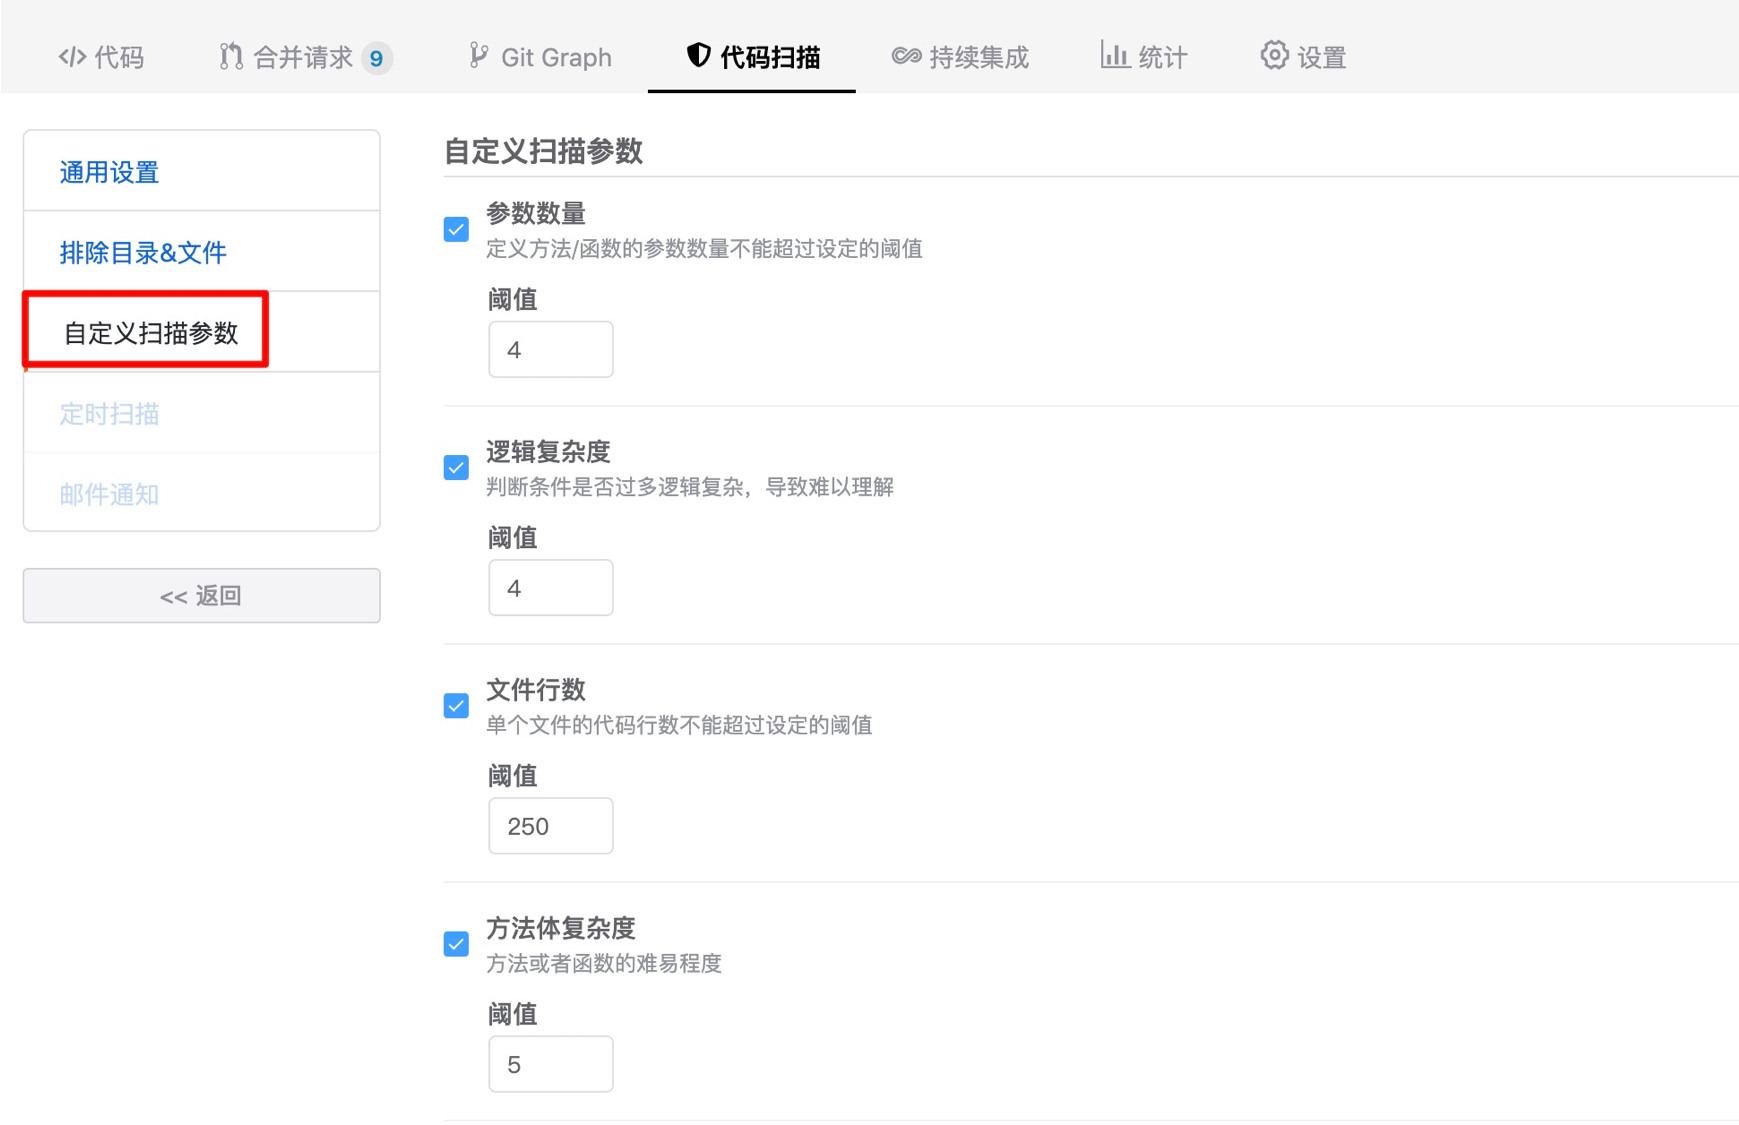 代码
合并请求 9
Git Graph
代码扫描
持续集成
统计
设置
通用设置
排除目录&文件
自定义扫描参数
定时扫描
邮件通知
<< 返回
自定义扫描参数
参数数量
定义方法/函数的参数数量不能超过设定的阈值
阈值
4
逻辑复杂度
判断条件是否过多逻辑复杂，导致难以理解
阈值
4
文件行数
单个文件的代码行数不能超过设定的阈值
阈值
250
方法体复杂度
方法或者函数的难易程度
阈值
5